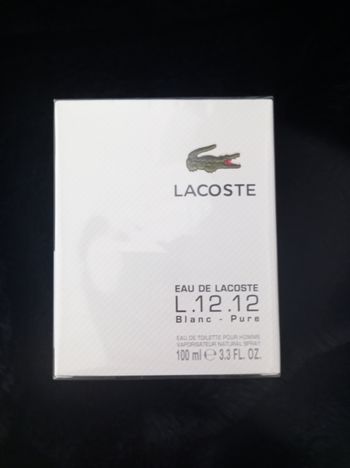 LACOSTE
EAU DE LACOSTE
L.12.12
Blanc - Pure
EAU DE TOILETTE POUR HOMME
VAPORISATEUR NATURAL SPRAY
100 ml ℮ 3.3 FL. OZ.